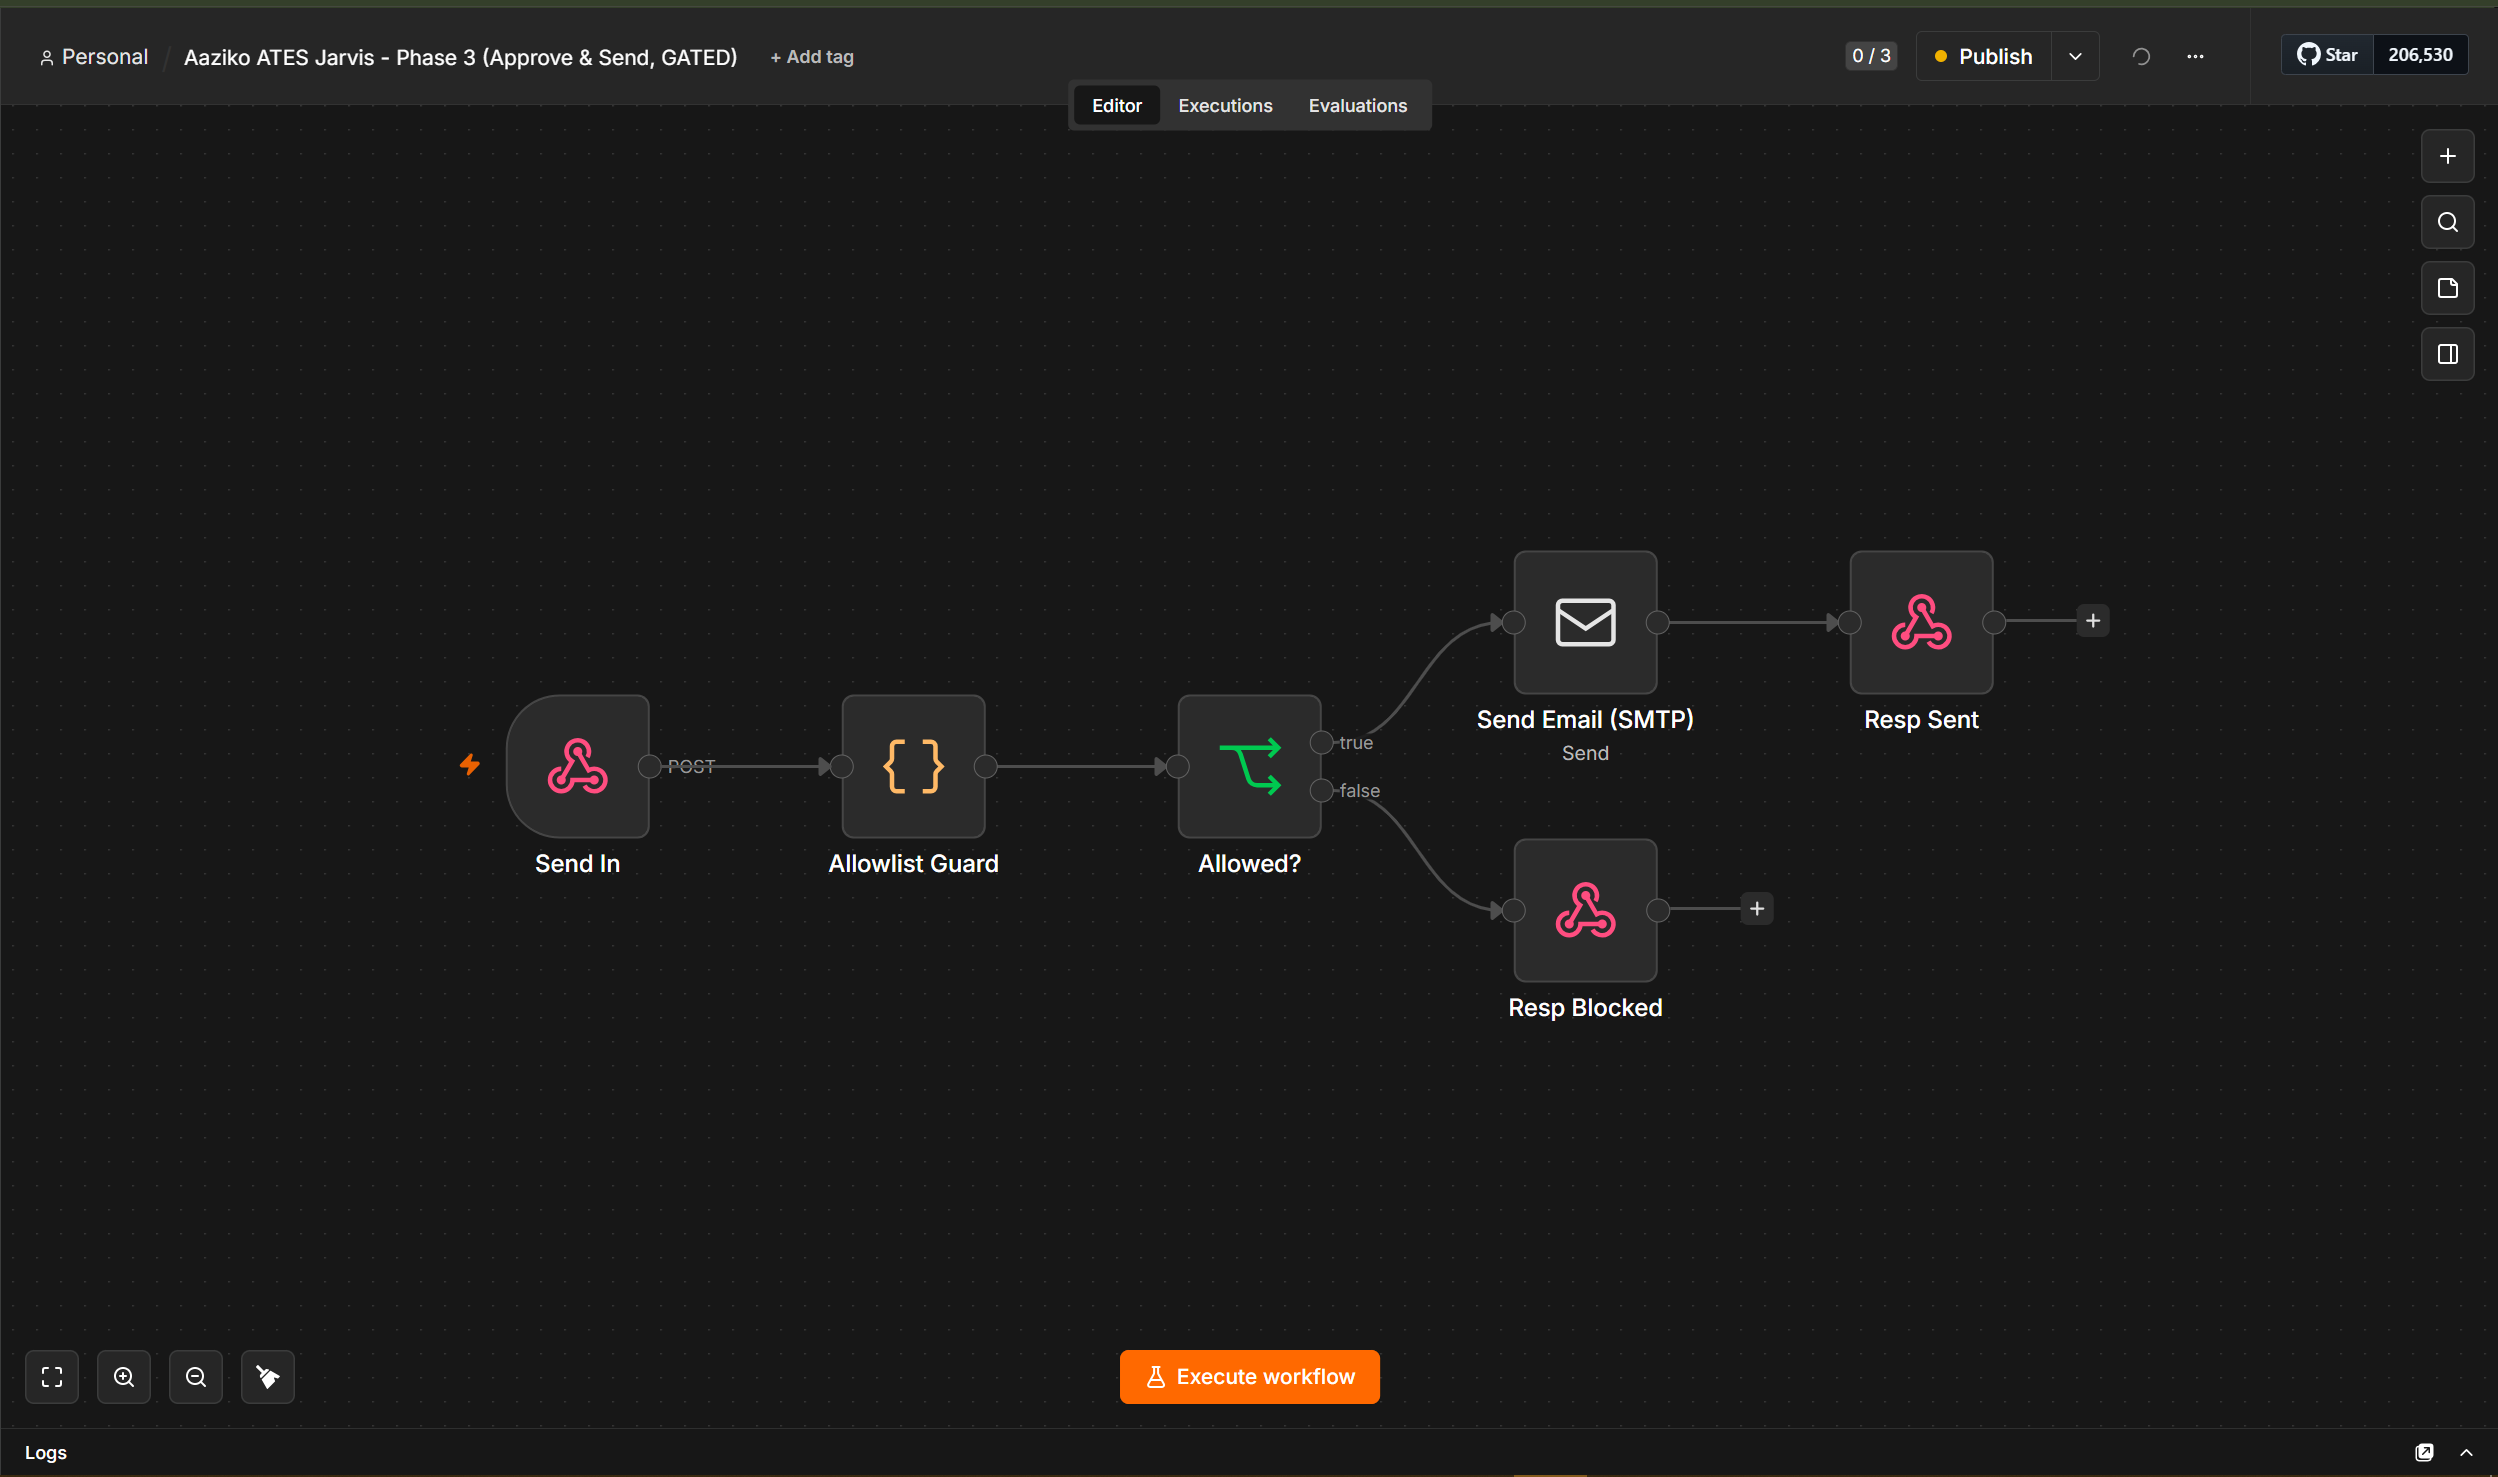 Personal / Aaziko ATES Jarvis - Phase 3 (Approve & Send, GATED) + Add tag
0 / 3 Publish
Star 206,530
Editor Executions Evaluations
POST
true
false
Send Email (SMTP)
Send
Resp Sent
Send In
Allowlist Guard
Allowed?
Resp Blocked
Execute workflow
Logs